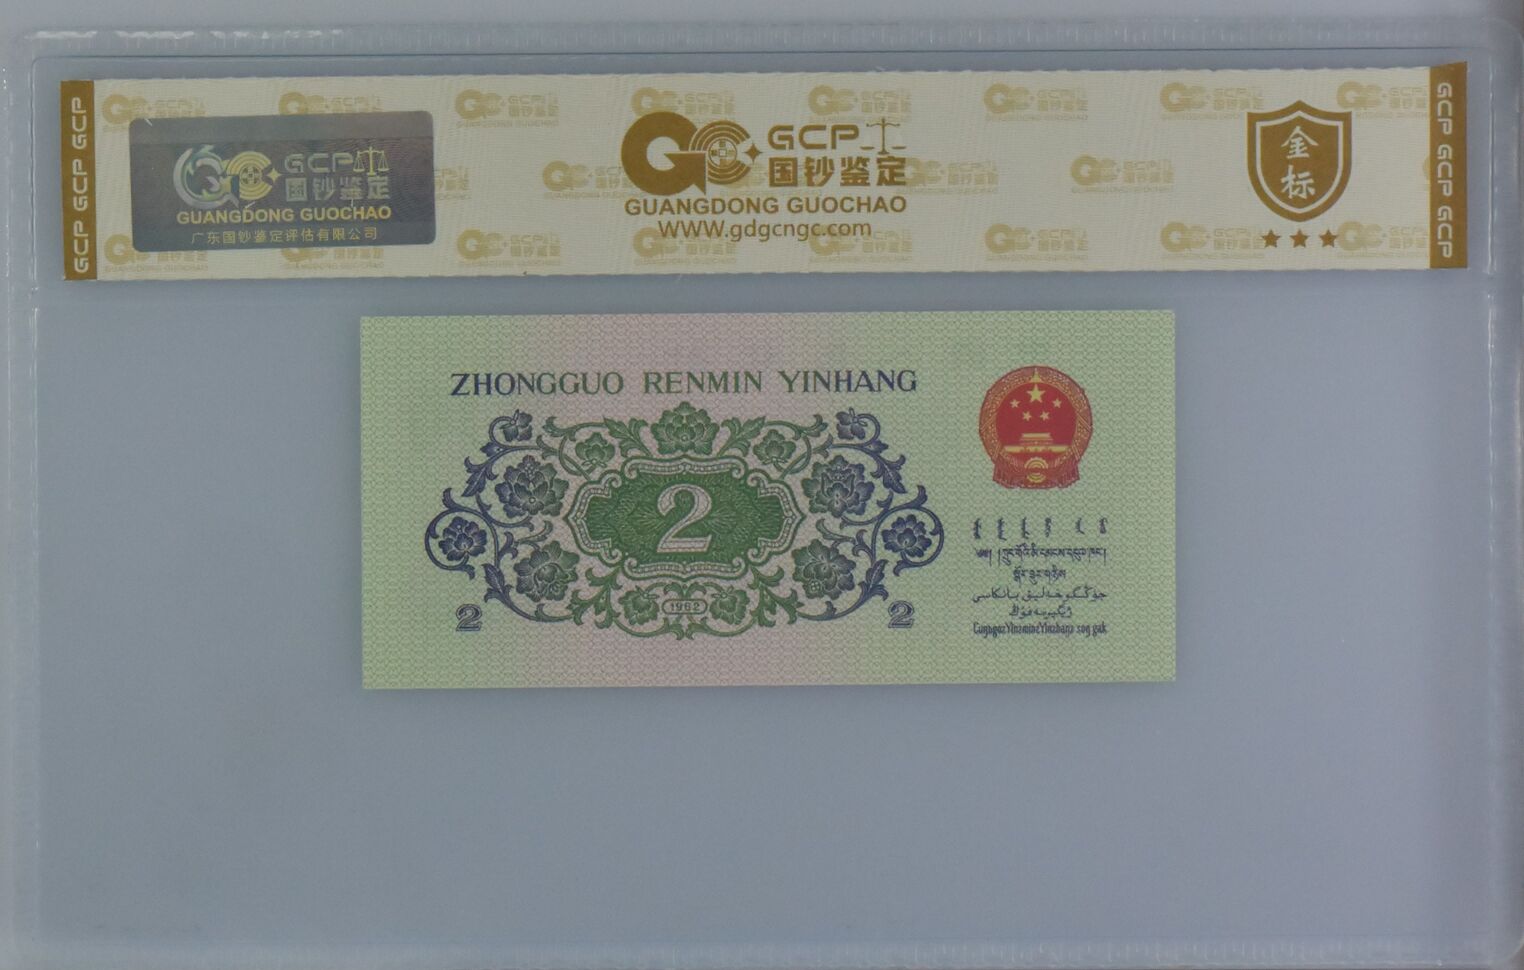 GCP GCP GCP
GCP
国钞鉴定
GUANGDONG GUOCHAO
广东国钞鉴定评估有限公司
GCP
国钞鉴定
GUANGDONG GUOCHAO
WWW.gdgcngc.com
金标
GCP GCP GCP
ZHONGGUO RENMIN YINHANG
2
1962
2
2